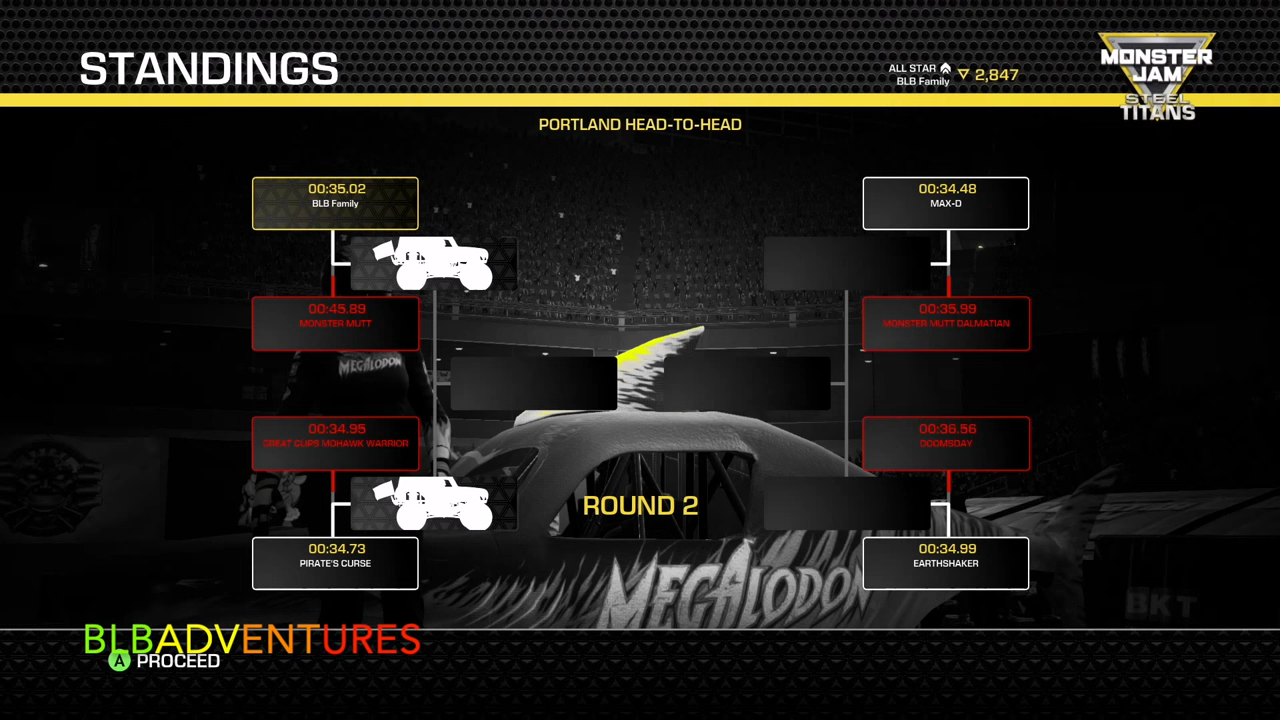 STANDINGS
ALL STAR
BLB Family
2,847
MONSTER
JAM
STEEL
TITANS
PORTLAND HEAD-TO-HEAD
00:35.02
BLB Family
00:34.48
MAX-D
00:45.89
MONSTER MUTT
00:35.99
MONSTER MUTT DALMATIAN
MEGALODON
00:34.95
GREAT CLIPS MOHAWK WARRIOR
00:36.56
DOOMSDAY
ROUND 2
00:34.73
PIRATE'S CURSE
00:34.99
EARTHSHAKER
MEGALODON
BKT
BLBADVENTURES
A PROCEED